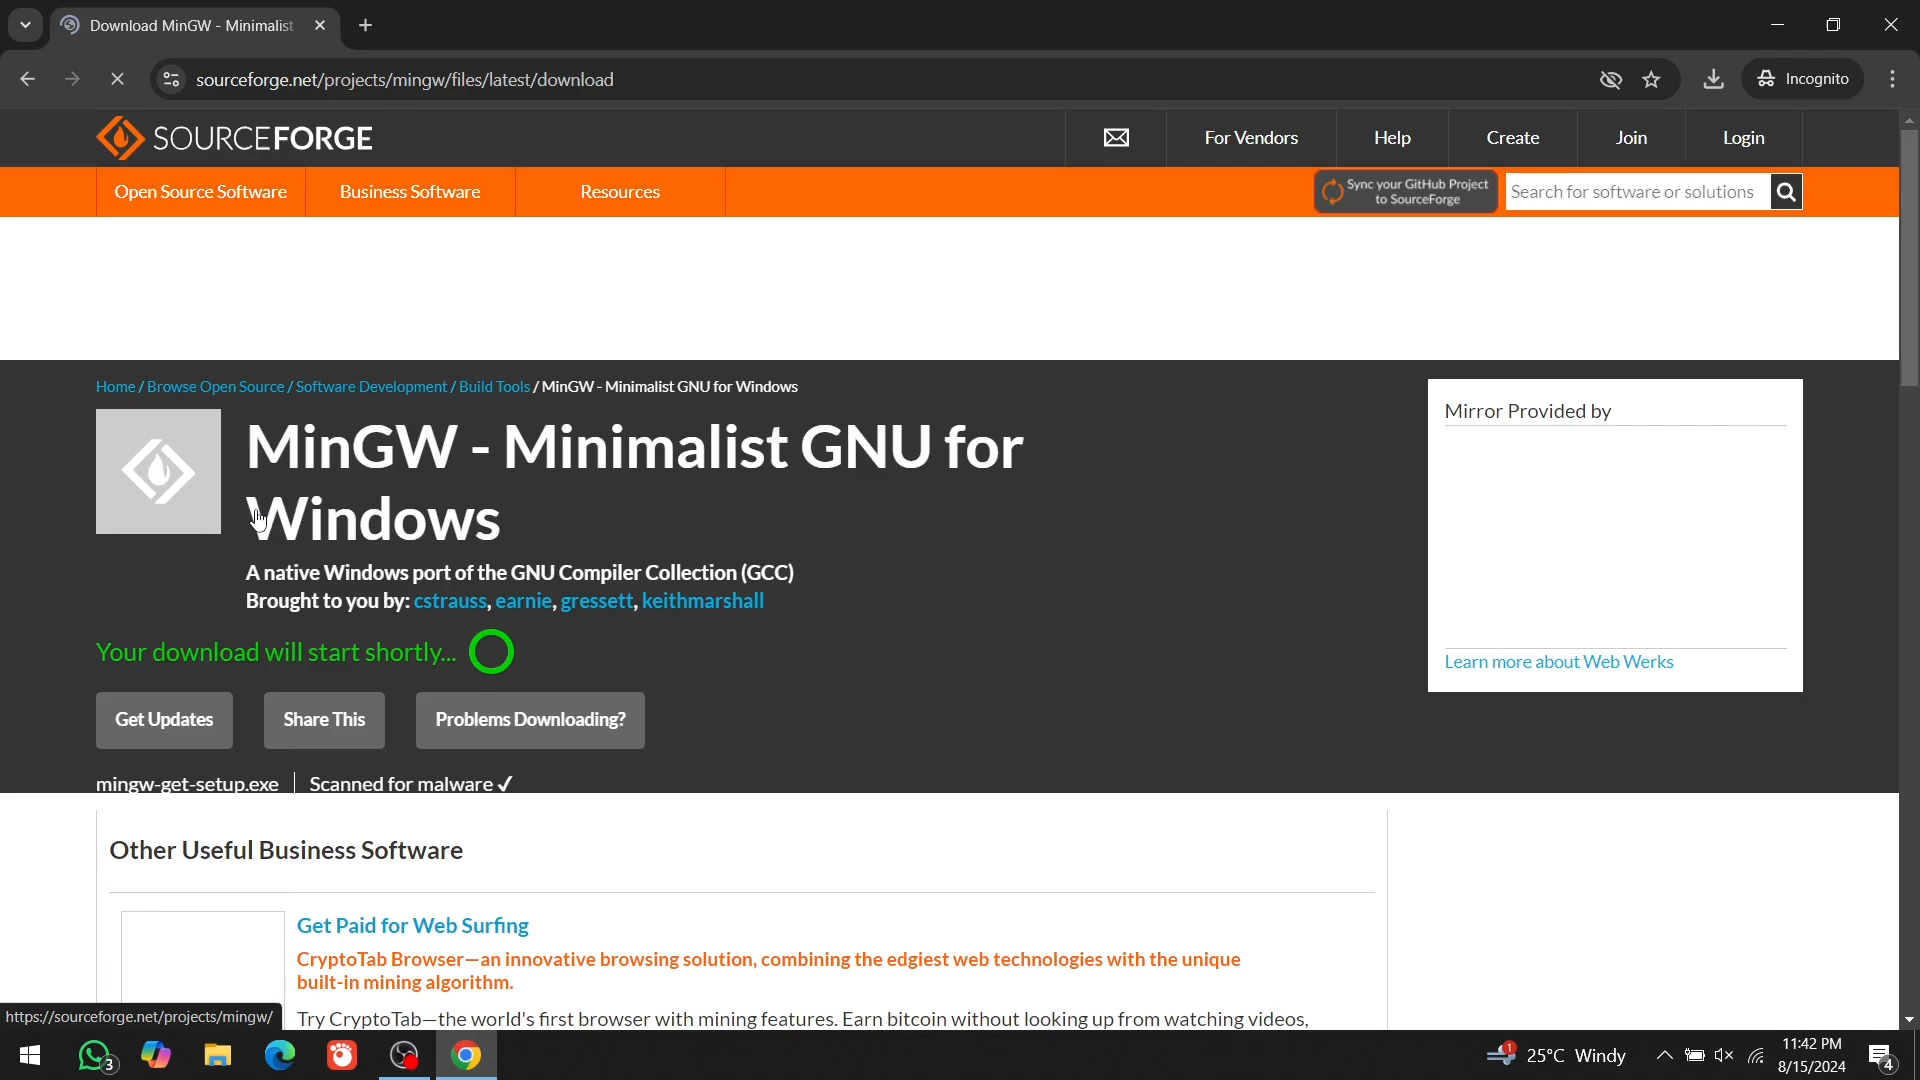 Download MinGW - Minimalist
sourceforge.net/projects/mingw/files/latest/download
Incognito
SOURCEFORGE
For Vendors
Help
Create
Join
Login
Open Source Software
Business Software
Resources
Sync your GitHub Project
to SourceForge
Search for software or solutions
Home / Browse Open Source / Software Development / Build Tools / MinGW - Minimalist GNU for Windows
MinGW - Minimalist GNU for
Windows
A native Windows port of the GNU Compiler Collection (GCC)
Brought to you by: cstrauss, earnie, gressett, keithmarshall
Mirror Provided by
Learn more about Web Werks
Your download will start shortly...
Get Updates
Share This
Problems Downloading?
mingw-get-setup.exe
Scanned for malware ✓
Other Useful Business Software
Get Paid for Web Surfing
CryptoTab Browser—an innovative browsing solution, combining the edgiest web technologies with the unique
built-in mining algorithm.
Try CryptoTab—the world's first browser with mining features. Earn bitcoin without looking up from watching videos,
https://sourceforge.net/projects/mingw/
3
1
25°C Windy
11:42 PM
8/15/2024
4